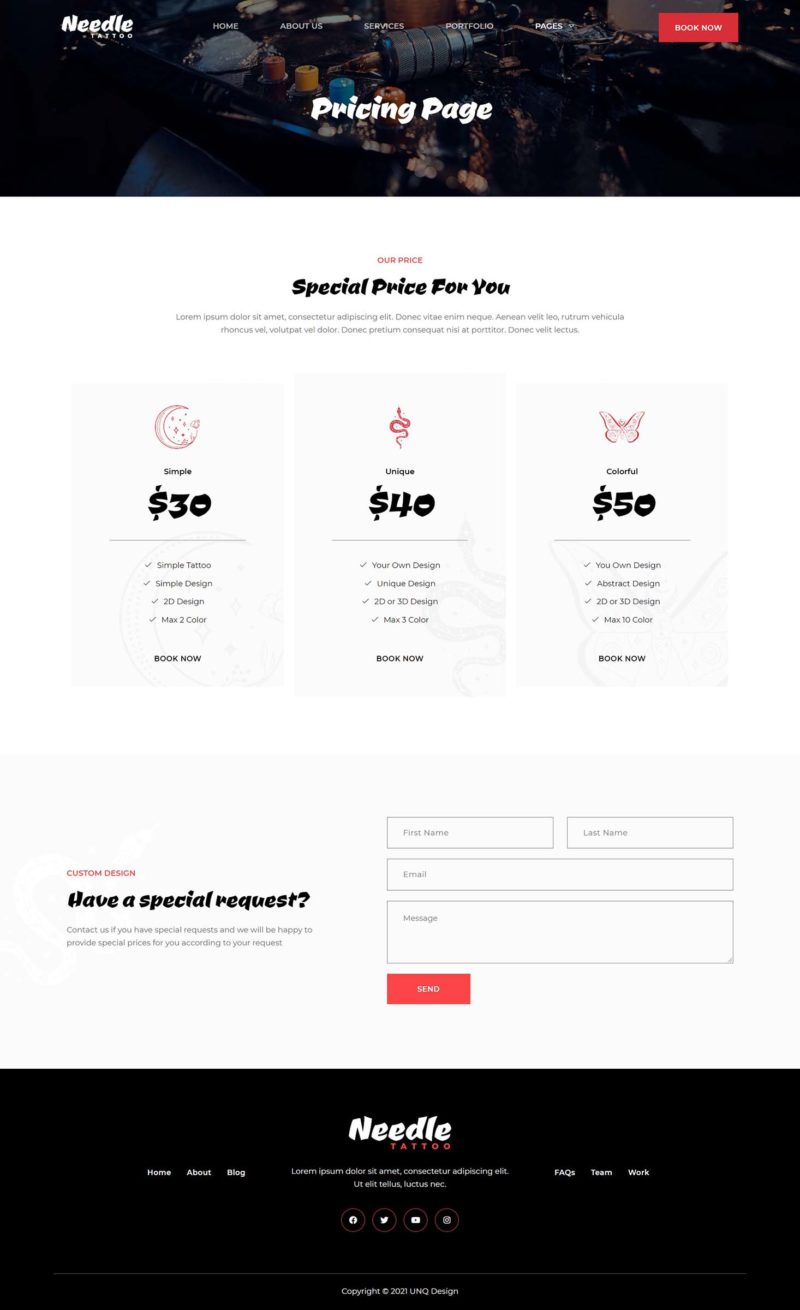 Needle
TATTOO
HOME
ABOUT US
SERVICES
PORTFOLIO
PAGES
BOOK NOW
Pricing Page
OUR PRICE
Special Price For You
Lorem ipsum dolor sit amet, consectetur adipiscing elit. Donec vitae enim neque. Aenean velit leo, rutrum vehicula
rhoncus vel, volutpat vel dolor. Donec pretium consequat nisi at porttitor. Donec velit lectus.
Simple
$30
Simple Tattoo
Simple Design
2D Design
Max 2 Color
BOOK NOW
Unique
$40
Your Own Design
Unique Design
2D or 3D Design
Max 3 Color
BOOK NOW
Colorful
$50
You Own Design
Abstract Design
2D or 3D Design
Max 10 Color
BOOK NOW
CUSTOM DESIGN
Have a special request?
Contact us if you have special requests and we will be happy to
provide special prices for you according to your request
First Name
Last Name
Email
Message
SEND
Needle
TATTOO
Home
About
Blog
Lorem ipsum dolor sit amet, consectetur adipiscing elit.
Ut elit tellus, luctus nec.
FAQs
Team
Work
Copyright © 2021 UNQ Design